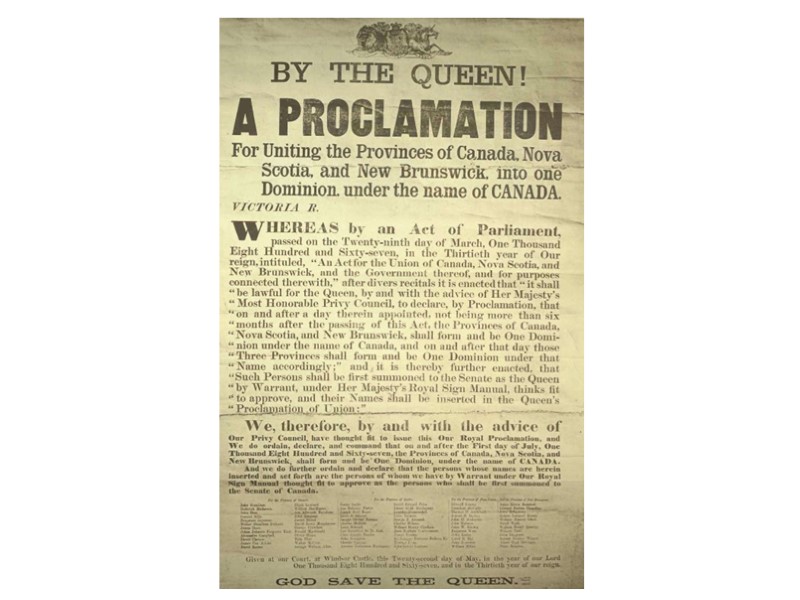 BY THE QUEEN!
A PROCLAMATION
For Uniting the Provinces of Canada, Nova
Scotia, and New Brunswick, into one
Dominion, under the name of CANADA.
VICTORIA R.
WHEREAS by an Act of Parliament,
passed on the Twenty-ninth day of March, One Thousand
Eight Hundred and Sixty-seven, in the Thirtieth year of Our
reign, intituled, "An Act for the Union of Canada, Nova Scotia, and
New Brunswick, and the Government thereof, and for purposes
connected therewith," after divers recitals it is enacted that "it shall
"be lawful for the Queen, by and with the advice of Her Majesty's
"Most Honorable Privy Council, to declare, by Proclamation, that
"on and after a day therein appointed, not being more than six
"months after the passing of this Act, the Provinces of Canada,
"Nova Scotia, and New Brunswick, shall form and be One Domi-
"nion under the name of Canada, and on and after that day those
"Three Provinces shall form and be One Dominion under that
"Name accordingly;" and it is thereby further enacted, that
"Such Persons shall be first summoned to the Senate as the Queen
"by Warrant, under Her Majesty's Royal Sign Manual, thinks fit
"to approve, and their Names shall be inserted in the Queen's
"Proclamation of Union:"
We, therefore, by and with the advice of
Our Privy Council, have thought fit to issue this Our Royal Proclamation, and
We do ordain, declare, and command that on and after the First day of July, One
Thousand Eight Hundred and Sixty-seven, the Provinces of Canada, Nova Scotia, and
New Brunswick, shall form and be One Dominion, under the name of CANADA.
And we do further ordain and declare that the persons whose names are herein
inserted and set forth are the persons of whom we have by Warrant under Our Royal
Sign Manual thought fit to approve as the persons who shall be first summoned to
the Senate of Canada.
Given at our Court, at Windsor Castle, this Twenty-second day of May, in the year of our Lord
One Thousand Eight Hundred and Sixty-seven, and in the Thirtieth year of our reign.
GOD SAVE THE QUEEN.